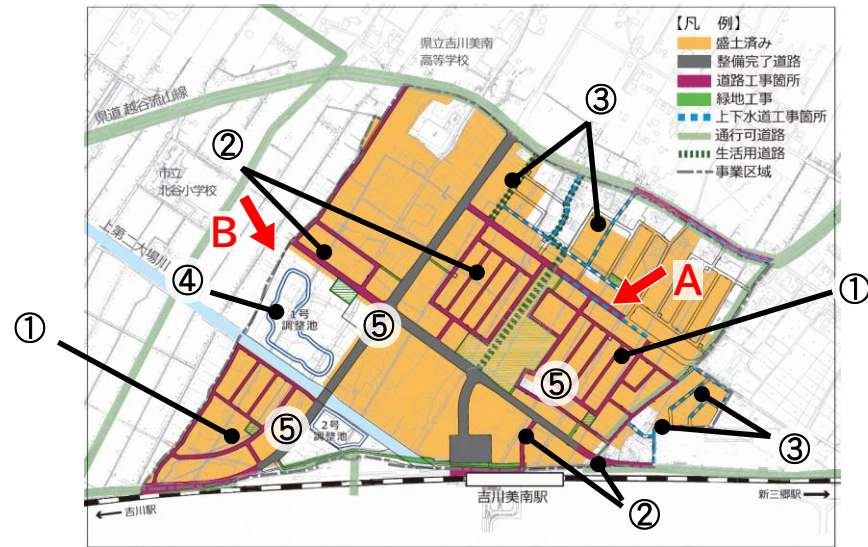 【凡 例】
盛土済み
整備完了道路
道路工事箇所
緑地工事
上下水道工事箇所
通行可道路
生活用道路
事業区域
県立吉川美南
高等学校
県道 越谷流山線
③
②
市立
北谷小学校
B
上第二大場川
A
④
①
1号
調整池
⑤
①
⑤
⑤
2号
調整池
③
②
吉川美南駅
← 吉川駅
新三郷駅 →